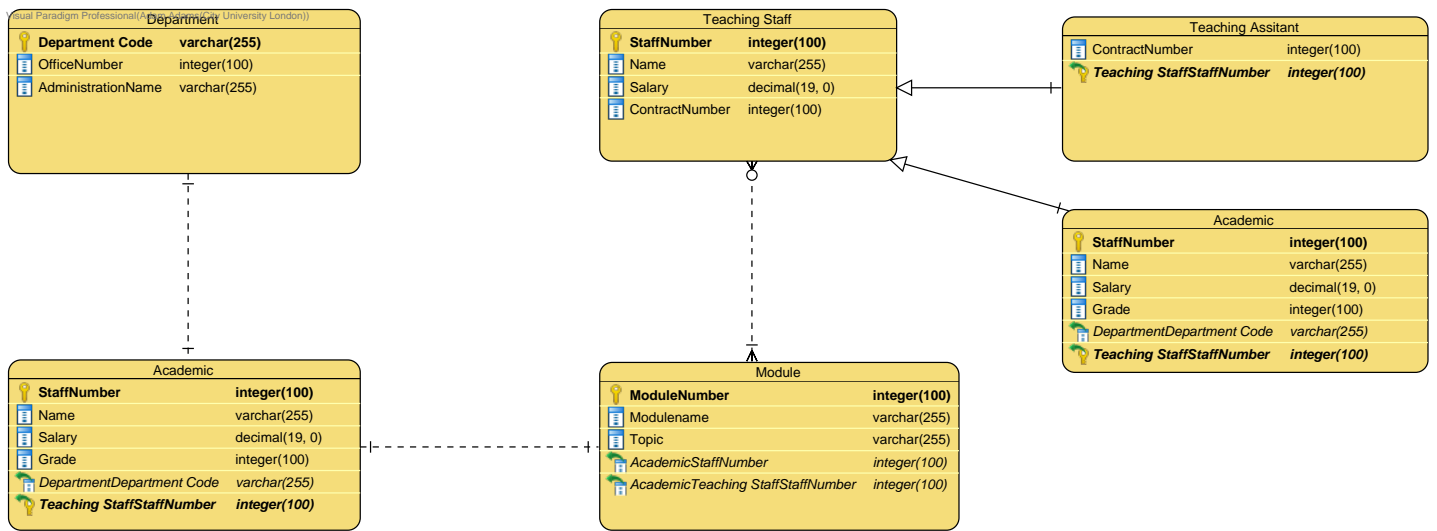 Visual Paradigm Professional(Adam Adams(City University London))
Department
Department Code varchar(255)
OfficeNumber integer(100)
AdministrationName varchar(255)
Teaching Staff
StaffNumber integer(100)
Name varchar(255)
Salary decimal(19, 0)
ContractNumber integer(100)
Teaching Assitant
ContractNumber integer(100)
Teaching StaffStaffNumber integer(100)
Academic
StaffNumber integer(100)
Name varchar(255)
Salary decimal(19, 0)
Grade integer(100)
DepartmentDepartment Code varchar(255)
Teaching StaffStaffNumber integer(100)
Academic
StaffNumber integer(100)
Name varchar(255)
Salary decimal(19, 0)
Grade integer(100)
DepartmentDepartment Code varchar(255)
Teaching StaffStaffNumber integer(100)
Module
ModuleNumber integer(100)
Modulename varchar(255)
Topic varchar(255)
AcademicStaffNumber integer(100)
AcademicTeaching StaffStaffNumber integer(100)